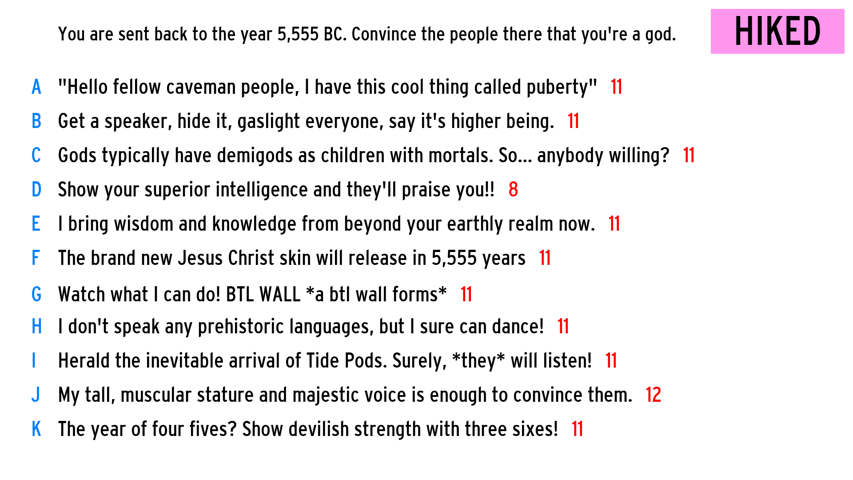 You are sent back to the year 5,555 BC. Convince the people there that you're a god.
HIKED
A "Hello fellow caveman people, I have this cool thing called puberty" 11
B Get a speaker, hide it, gaslight everyone, say it's higher being. 11
C Gods typically have demigods as children with mortals. So... anybody willing? 11
D Show your superior intelligence and they'll praise you!! 8
E I bring wisdom and knowledge from beyond your earthly realm now. 11
F The brand new Jesus Christ skin will release in 5,555 years 11
G Watch what I can do! BTL WALL *a btl wall forms* 11
H I don't speak any prehistoric languages, but I sure can dance! 11
I Herald the inevitable arrival of Tide Pods. Surely, *they* will listen! 11
J My tall, muscular stature and majestic voice is enough to convince them. 12
K The year of four fives? Show devilish strength with three sixes! 11